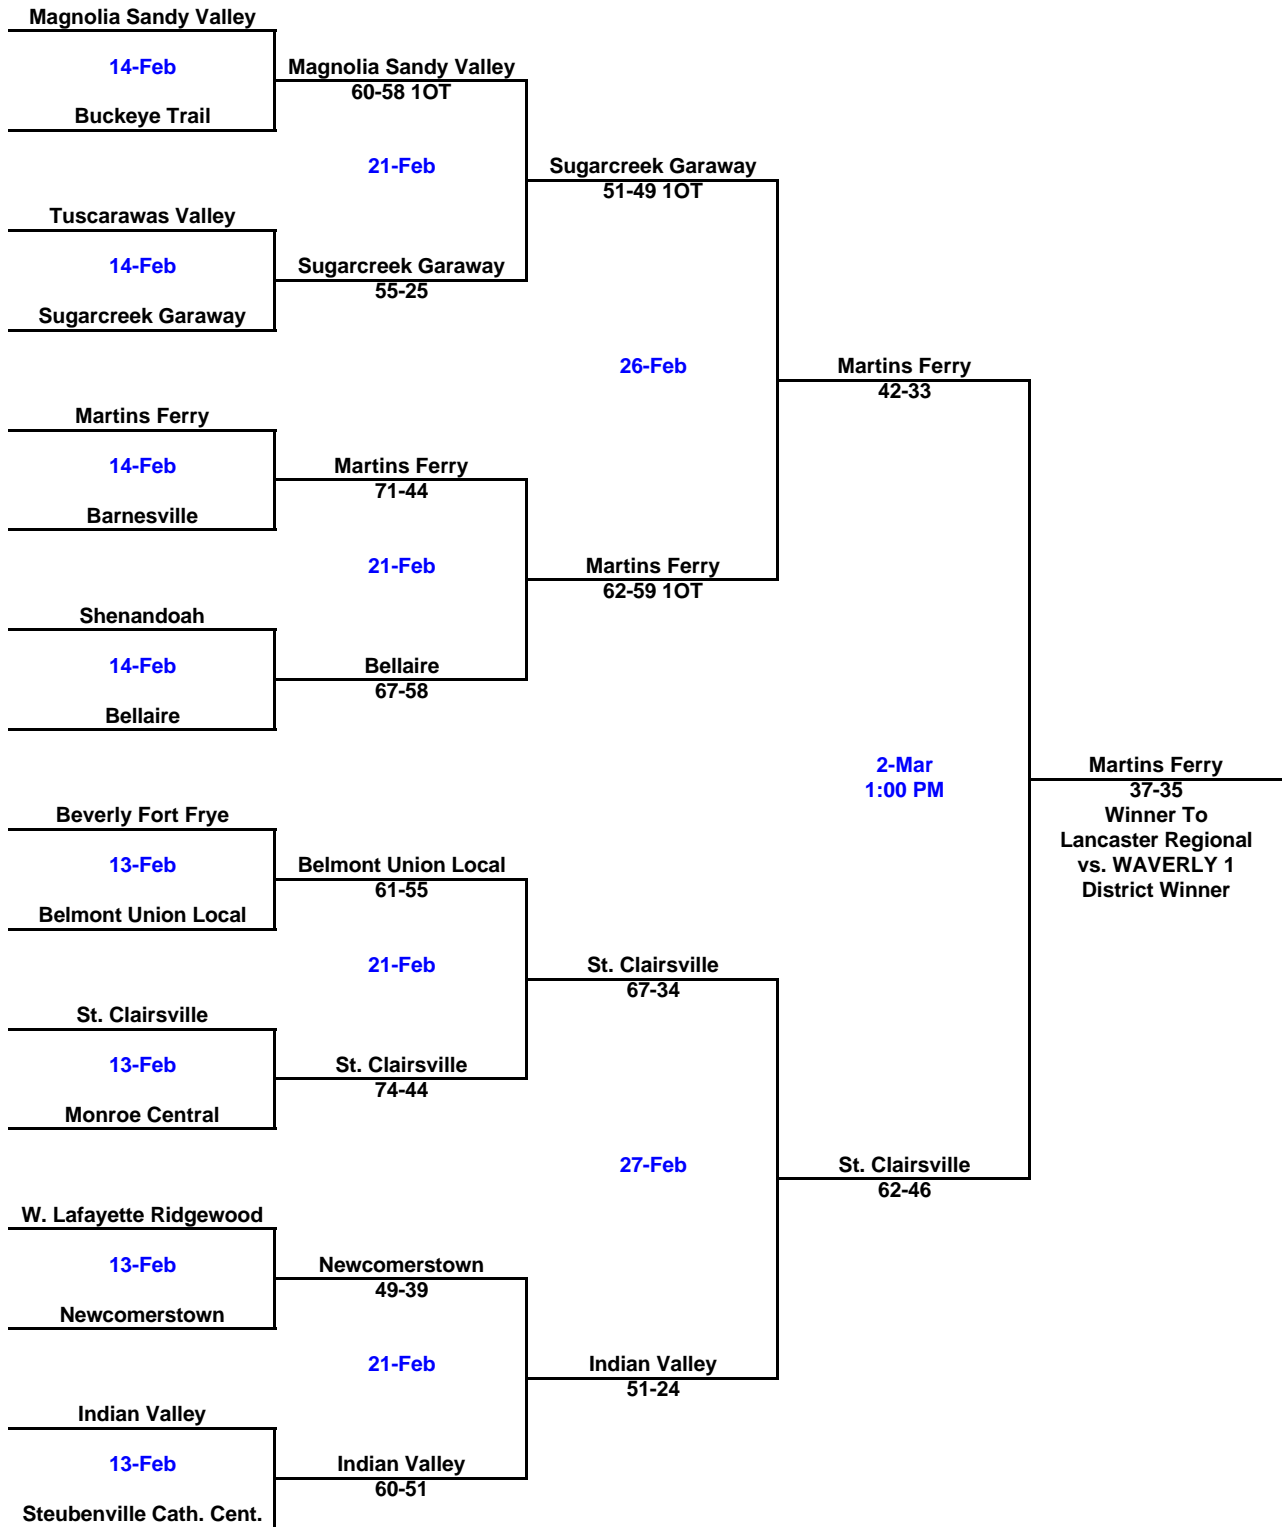 Magnolia Sandy Valley
14-Feb
Buckeye Trail
Magnolia Sandy Valley
60-58 1OT
21-Feb
Tuscarawas Valley
14-Feb
Sugarcreek Garaway
Sugarcreek Garaway
55-25
Sugarcreek Garaway
51-49 1OT
26-Feb
Martins Ferry
14-Feb
Barnesville
Martins Ferry
71-44
21-Feb
Shenandoah
14-Feb
Bellaire
Bellaire
67-58
Martins Ferry
62-59 1OT
Martins Ferry
42-33
2-Mar
1:00 PM
Martins Ferry
37-35
Winner To
Lancaster Regional
vs. WAVERLY 1
District Winner
Beverly Fort Frye
13-Feb
Belmont Union Local
Belmont Union Local
61-55
21-Feb
St. Clairsville
13-Feb
Monroe Central
St. Clairsville
74-44
St. Clairsville
67-34
27-Feb
St. Clairsville
62-46
W. Lafayette Ridgewood
13-Feb
Newcomerstown
Newcomerstown
49-39
21-Feb
Indian Valley
13-Feb
Steubenville Cath. Cent.
Indian Valley
60-51
Indian Valley
51-24